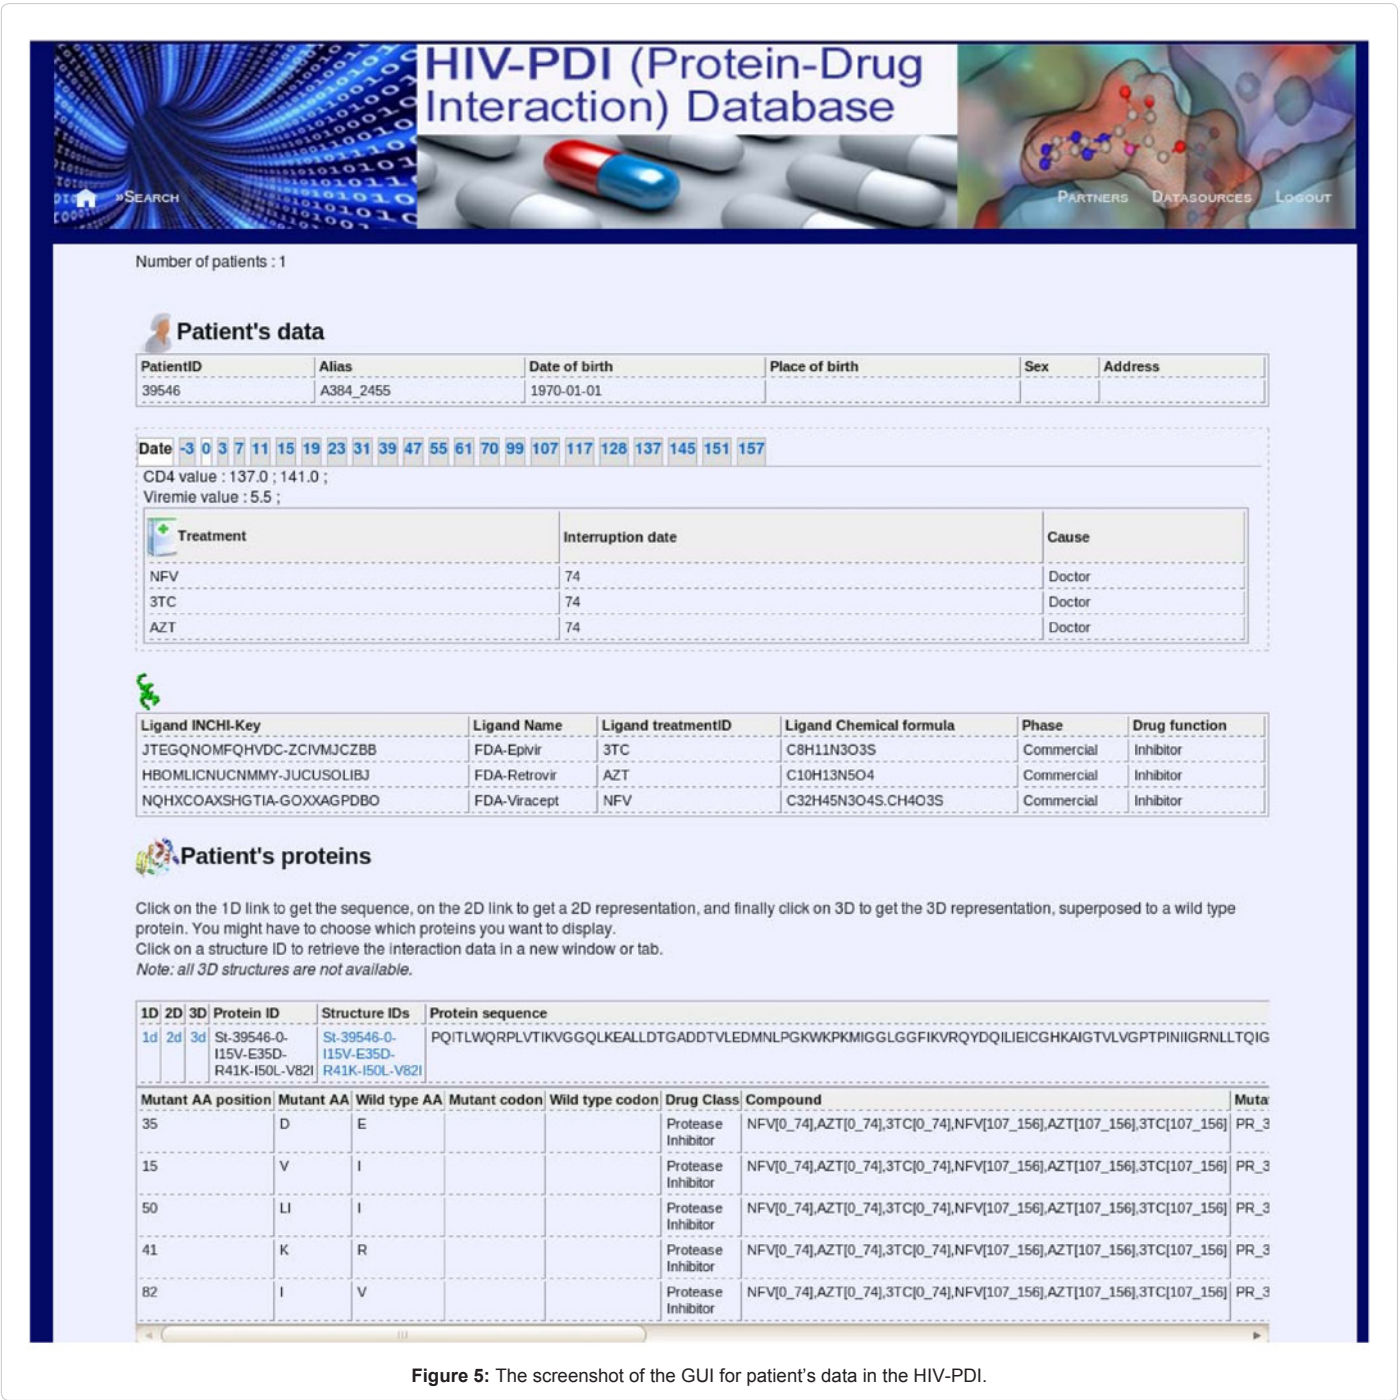 HIV-PDI (Protein-Drug
Interaction) Database
»SEARCH
PARTNERS DATASOURCES LOGOUT
Number of patients : 1
Patient's data
PatientID Alias Date of birth Place of birth Sex Address
39546 A384_2455 1970-01-01
Date -3 0 3 7 11 15 19 23 31 39 47 55 61 70 99 107 117 128 137 145 151 157
CD4 value : 137.0 ; 141.0 ;
Viremie value : 5.5 ;
Treatment Interruption date Cause
NFV 74 Doctor
3TC 74 Doctor
AZT 74 Doctor
Ligand INCHI-Key Ligand Name Ligand treatmentID Ligand Chemical formula Phase Drug function
JTEGQNOMFQHVDC-ZCIVMJCZBB FDA-Epivir 3TC C8H11N3O3S Commercial Inhibitor
HBOMLICNUCNMMY-JUCUSOLIBJ FDA-Retrovir AZT C10H13N5O4 Commercial Inhibitor
NQHXCOAXSHGTIA-GOXXAGPDBO FDA-Viracept NFV C32H45N3O4S.CH4O3S Commercial Inhibitor
Patient's proteins
Click on the 1D link to get the sequence, on the 2D link to get a 2D representation, and finally click on 3D to get the 3D representation, superposed to a wild type
protein. You might have to choose which proteins you want to display.
Click on a structure ID to retrieve the interaction data in a new window or tab.
Note: all 3D structures are not available.
1D 2D 3D Protein ID Structure IDs Protein sequence
1d 2d 3d St-39546-0- St-39546-0- PQITLWQRPLVTIKVGGQLKEALLDTGADDTVLEDMNLPGKWKPKMIGGLGGFIKVRQYDQILIEICGHKAIGTVLVGPTPINIIGRNLLTQIG
I15V-E35D- I15V-E35D-
R41K-I50L-V82I R41K-I50L-V82I
Mutant AA position Mutant AA Wild type AA Mutant codon Wild type codon Drug Class Compound Muta
35 D E Protease NFV[0_74],AZT[0_74],3TC[0_74],NFV[107_156],AZT[107_156],3TC[107_156] PR_3
Inhibitor
15 V I Protease NFV[0_74],AZT[0_74],3TC[0_74],NFV[107_156],AZT[107_156],3TC[107_156] PR_3
Inhibitor
50 LI I Protease NFV[0_74],AZT[0_74],3TC[0_74],NFV[107_156],AZT[107_156],3TC[107_156] PR_3
Inhibitor
41 K R Protease NFV[0_74],AZT[0_74],3TC[0_74],NFV[107_156],AZT[107_156],3TC[107_156] PR_3
Inhibitor
82 I V Protease NFV[0_74],AZT[0_74],3TC[0_74],NFV[107_156],AZT[107_156],3TC[107_156] PR_3
Inhibitor
Figure 5: The screenshot of the GUI for patient's data in the HIV-PDI.